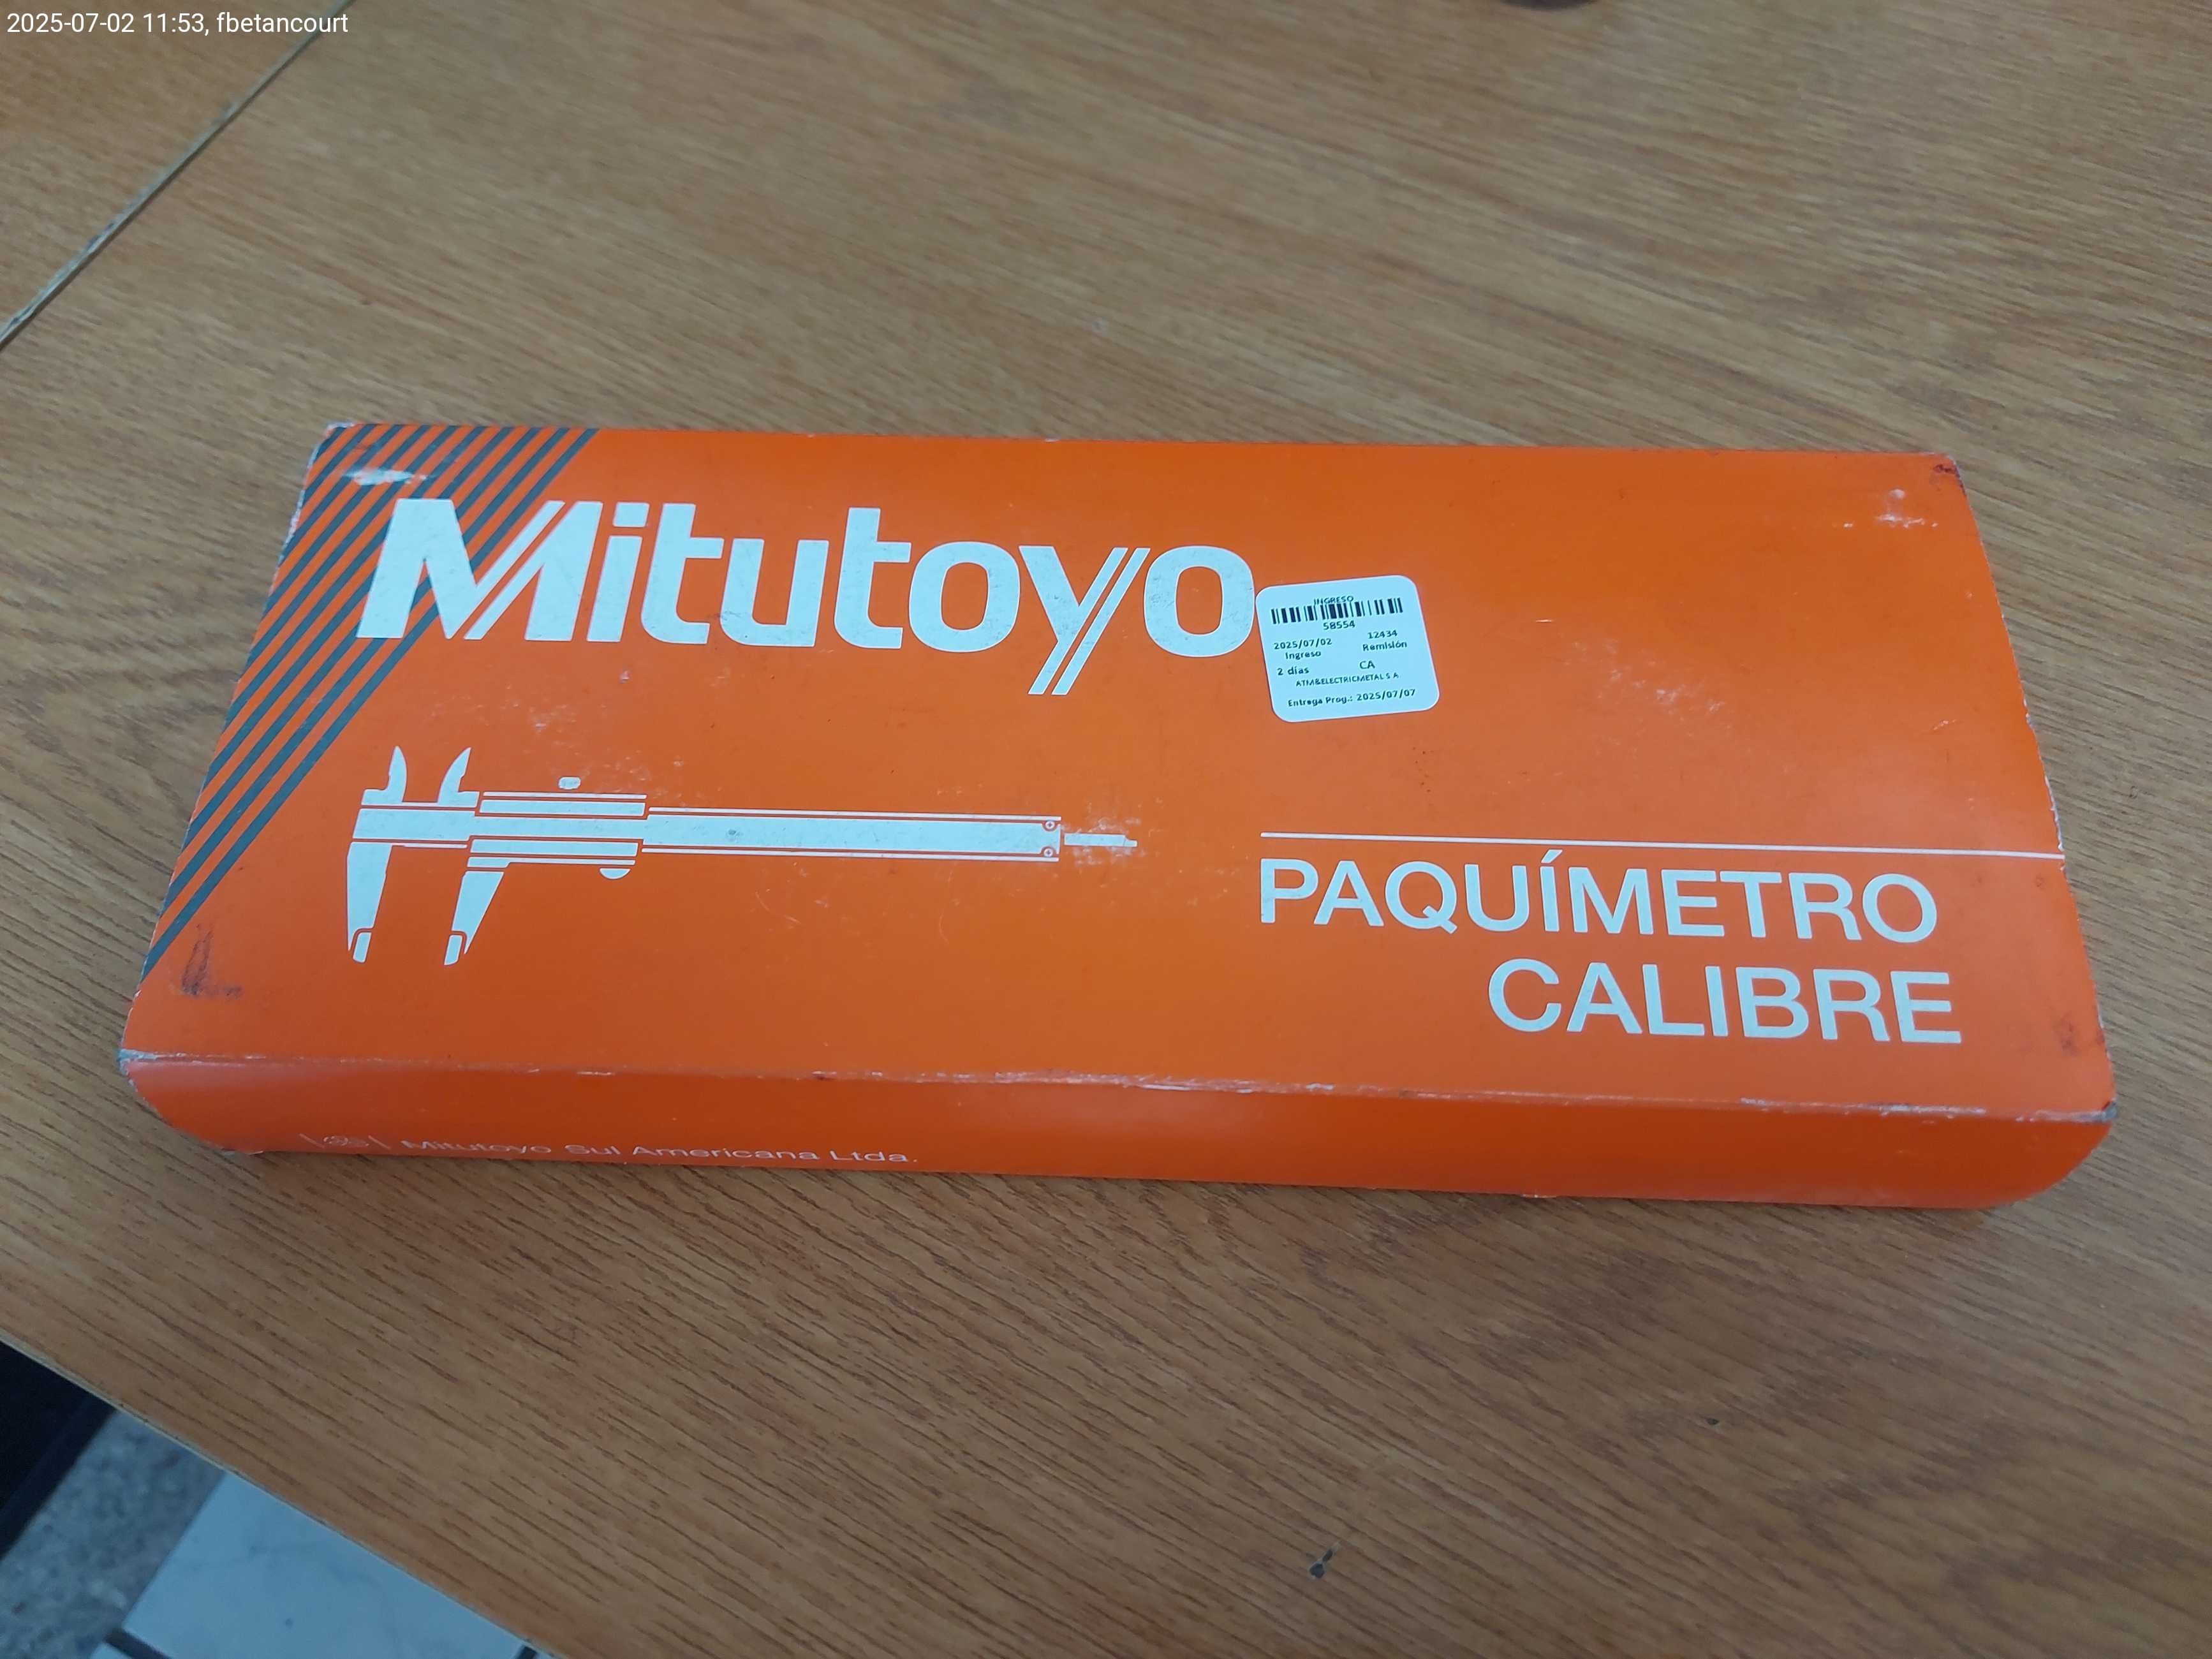 2025-07-02 11:53, fbetancourt
Mitutoyo
INGRESO
58554
2025/07/02 12434
Ingreso Remisión
2 días CA
ATM&ELECTRICMETAL S A
Entrega Prog.: 2025/07/07
PAQUÍMETRO
CALIBRE
Mitutoyo Sul Americana Ltda.